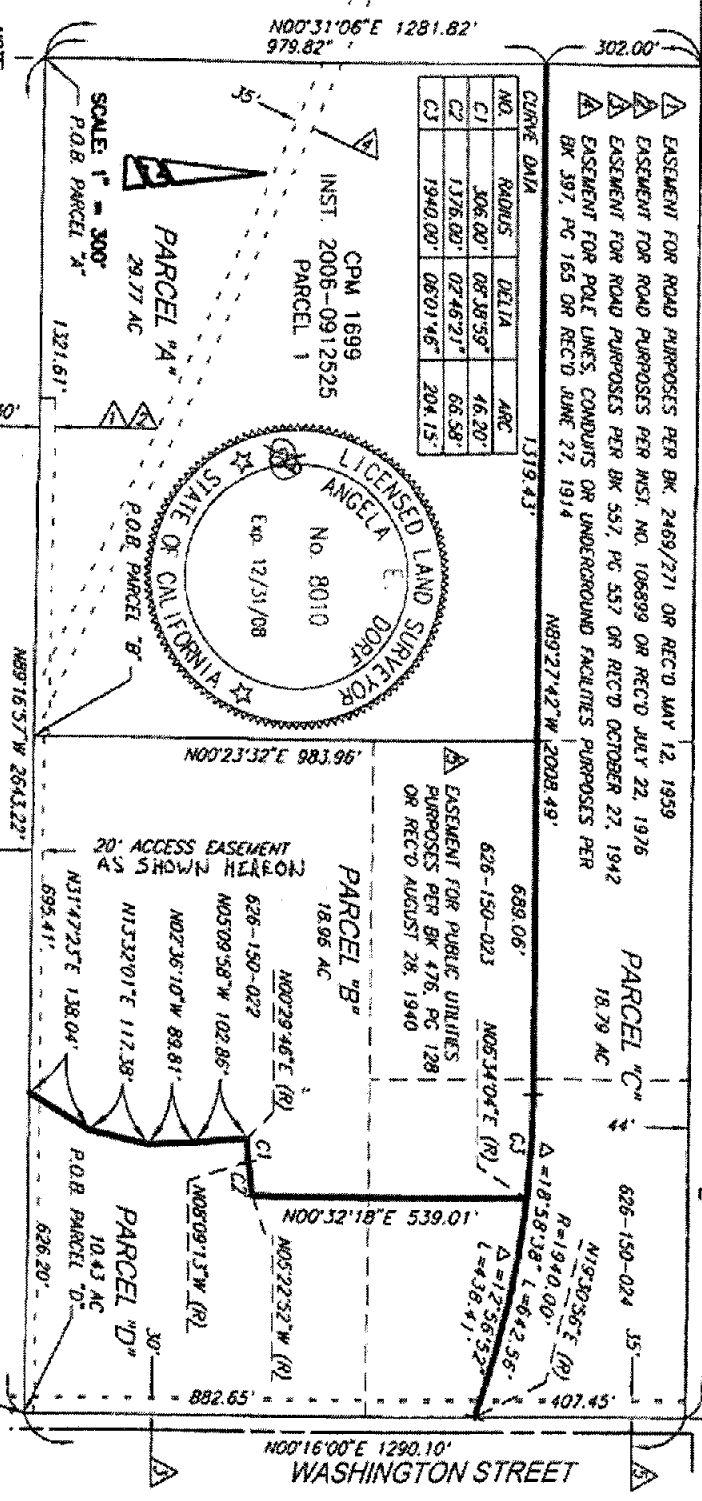 △1 EASEMENT FOR ROAD PURPOSES PER BK. 2469/271 OR REC'D MAY 12, 1959
△2 EASEMENT FOR ROAD PURPOSES PER INST. NO. 106899 OR REC'D JULY 22, 1976
△3 EASEMENT FOR ROAD PURPOSES PER BK 557, PG 557 OR REC'D OCTOBER 27, 1942
△4 EASEMENT FOR POLE LINES, CONDUITS OR UNDERGROUND FACILITIES PURPOSES PER
BK 397, PG 165 OR REC'D JUNE 27, 1914
N00°31'06"E 1281.82'
979.82'
302.00'
CURVE DATA
NO. RADIUS DELTA ARC
C1 306.00' 08°38'59" 46.20'
C2 1376.00' 02°46'21" 66.58'
C3 1940.00' 06°01'46" 204.15'
1319.43'
N89°27'42"W 2008.49'
689.06'
PARCEL "C"
18.79 AC
44'
626-150-024
35'
N19°30'56"E (R)
R=1940.00'
Δ=18°58'38" L=642.56'
Δ=12°56'52"
L=438.41'
C3
N06°34'04"E (R)
407.45'
626-150-023
△5 EASEMENT FOR PUBLIC UTILITIES
PURPOSES PER BK 476, PG 128
OR REC'D AUGUST 28, 1940
35'
4
CPM 1699
INST. 2006-0912525
PARCEL 1
PARCEL "A"
29.77 AC
SCALE: 1" = 300'
P.O.B. PARCEL "A"
1321.61'
1 2
P.O.B. PARCEL "B"
LICENSED LAND SURVEYOR
ANGELA E. DORF
No. 8010
Exp. 12/31/08
STATE OF CALIFORNIA
N00°23'32"E 983.96'
N89°16'57"W 2643.22'
PARCEL "B"
18.96 AC
20' ACCESS EASEMENT
AS SHOWN HEREON
626-150-022
N00°29'46"E (R)
N05°09'58"W 102.86'
N02°36'10"W 89.81'
N13°32'01"E 117.38'
N31°47'25"E 138.04'
695.41'
C1
C2
N08°09'13"W (R)
N05°22'52"W (R)
N00°32'18"E 539.01'
PARCEL "D"
10.43 AC
P.O.B. PARCEL "D"
626.20'
30'
882.65'
N00°16'00"E 1290.10'
WASHINGTON STREET
3
5